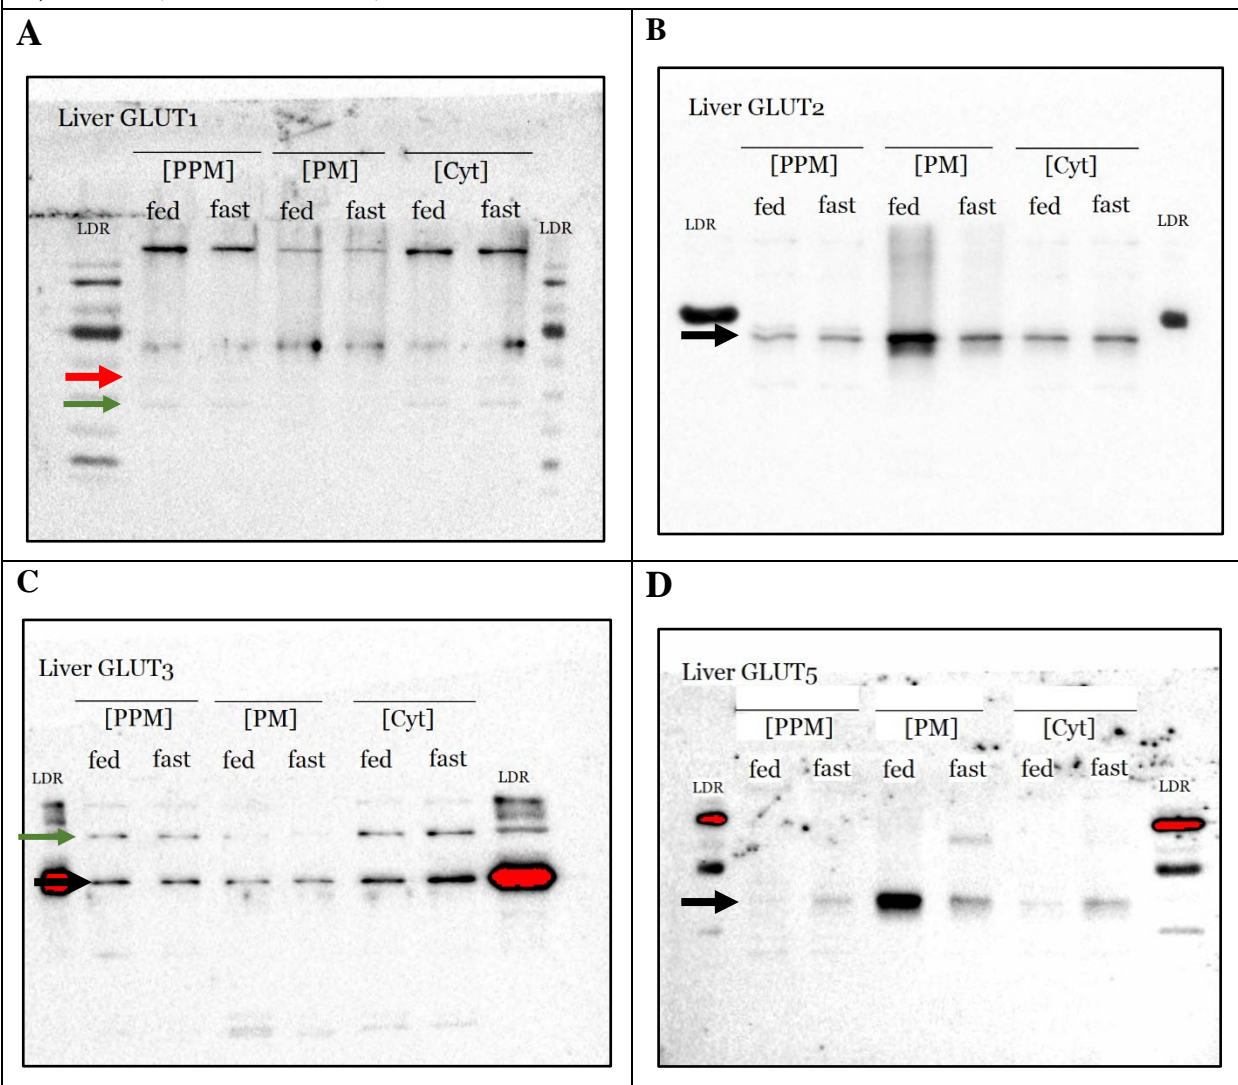 A
Liver GLUT1
[PPM] [PM] [Cyt]
fed fast fed fast fed fast
LDR LDR
B
Liver GLUT2
[PPM] [PM] [Cyt]
fed fast fed fast fed fast
LDR LDR
C
Liver GLUT3
[PPM] [PM] [Cyt]
fed fast fed fast fed fast
LDR LDR
D
Liver GLUT5
[PPM] [PM] [Cyt]
fed fast fed fast fed fast
LDR LDR